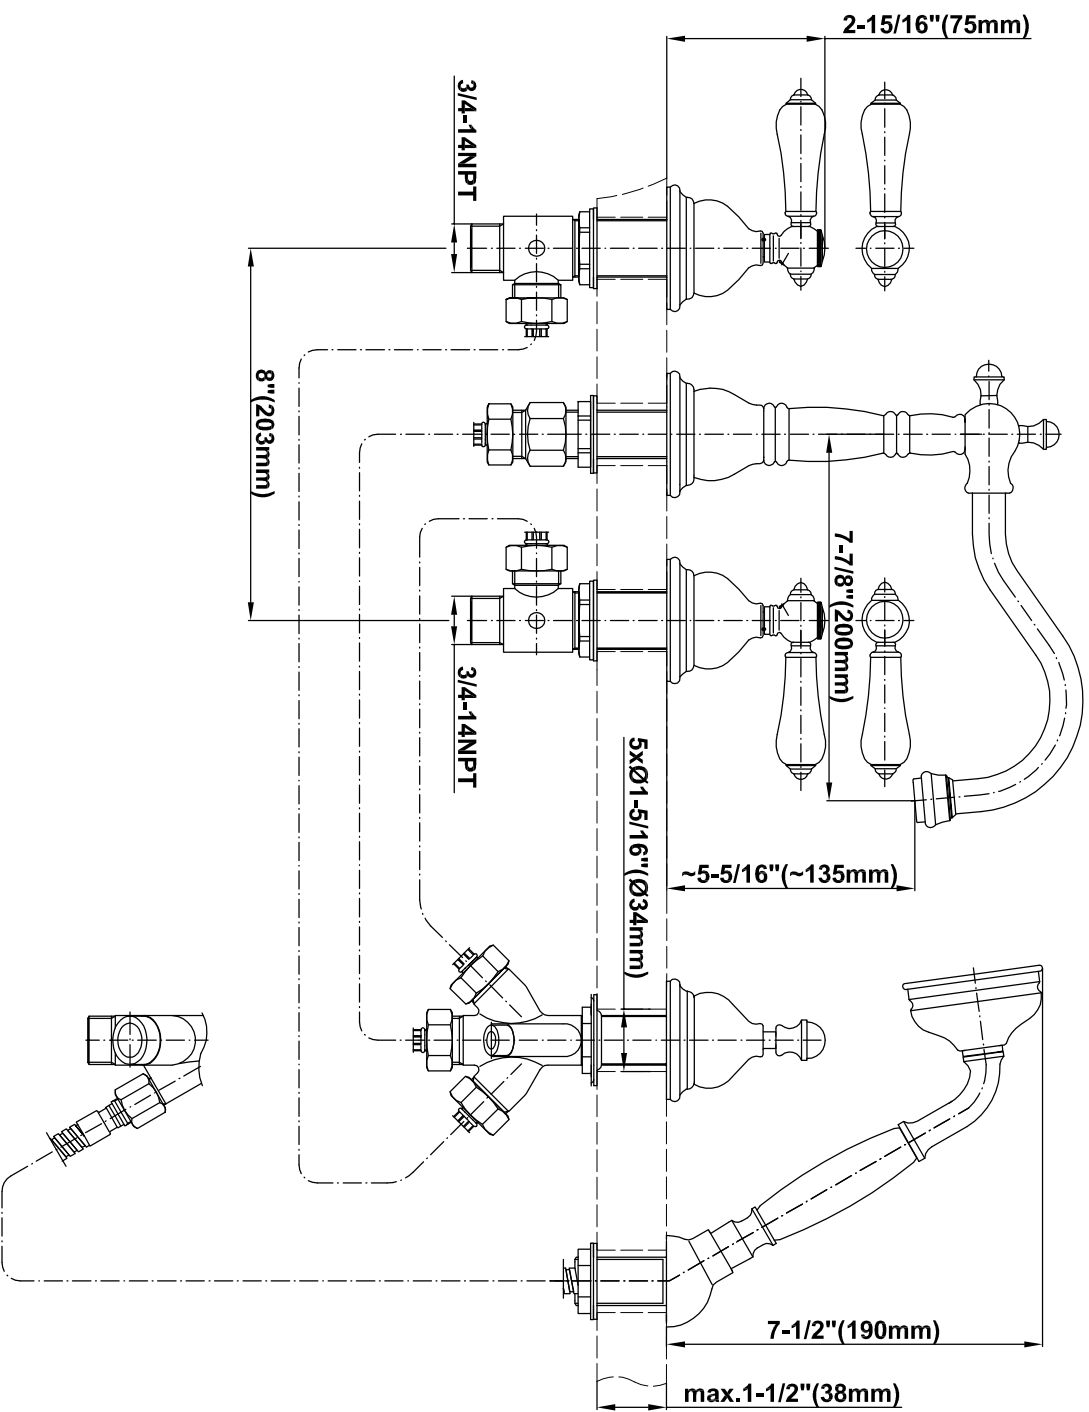 2-15/16"(75mm)
3/4-14NPT
8"(203mm)
7-7/8"(200mm)
3/4-14NPT
5xØ1-5/16"(Ø34mm)
~5-5/16"(~135mm)
7-1/2"(190mm)
max.1-1/2"(38mm)